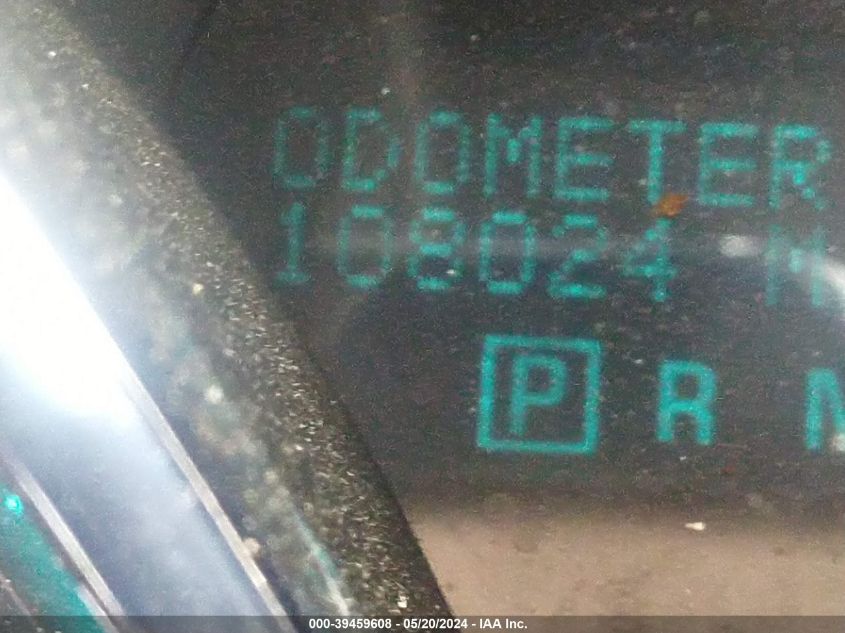 ODOMETER
108024 M
P R N
000-39459608 - 05/20/2024 - IAA Inc.